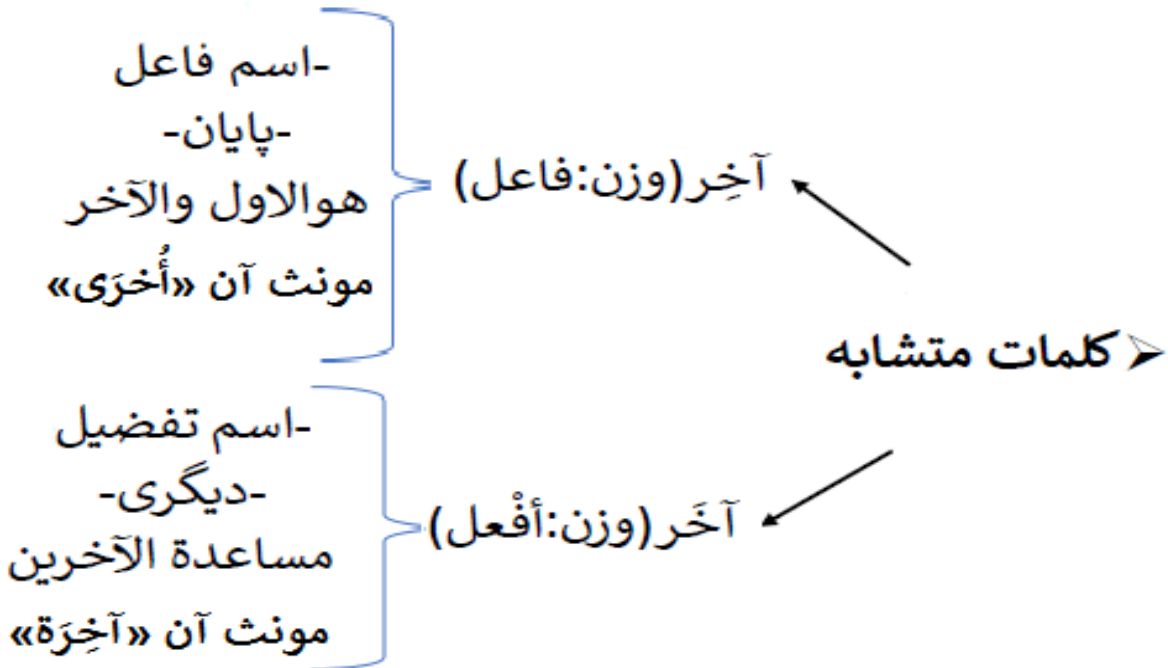 كلمات متشابه
آخِر(وزن:فاعل)
-اسم فاعل
-پایان-
هوالاول والآخر
مونث آن «أُخرَى»
آخَر(وزن:أفْعل)
-اسم تفضیل
-دیگری-
مساعدة الآخرین
مونث آن «آخِرَة»